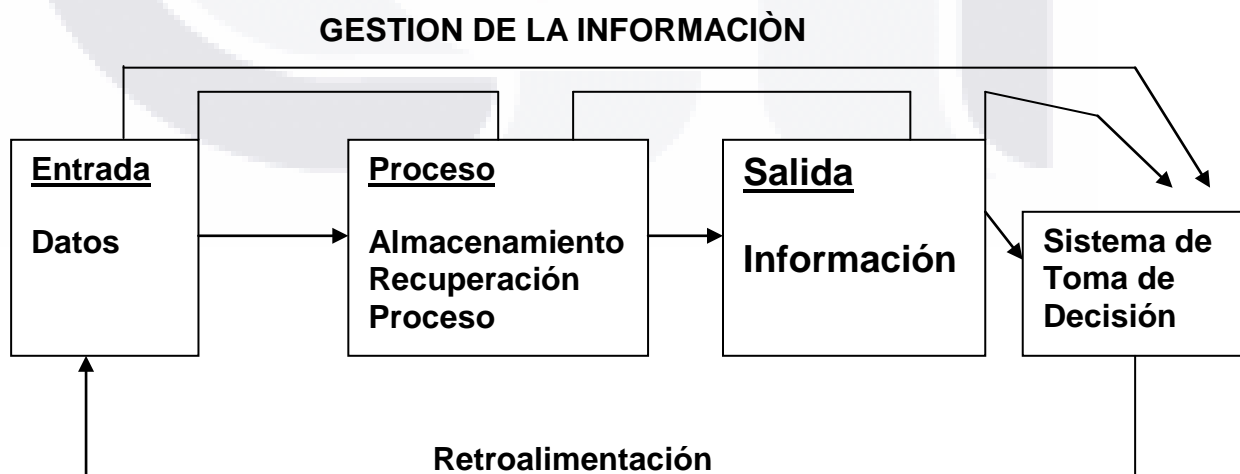 GESTION DE LA INFORMACIÒN
Entrada
Datos
Proceso
Almacenamiento
Recuperación
Proceso
Salida
Información
Sistema de
Toma de
Decisión
Retroalimentación